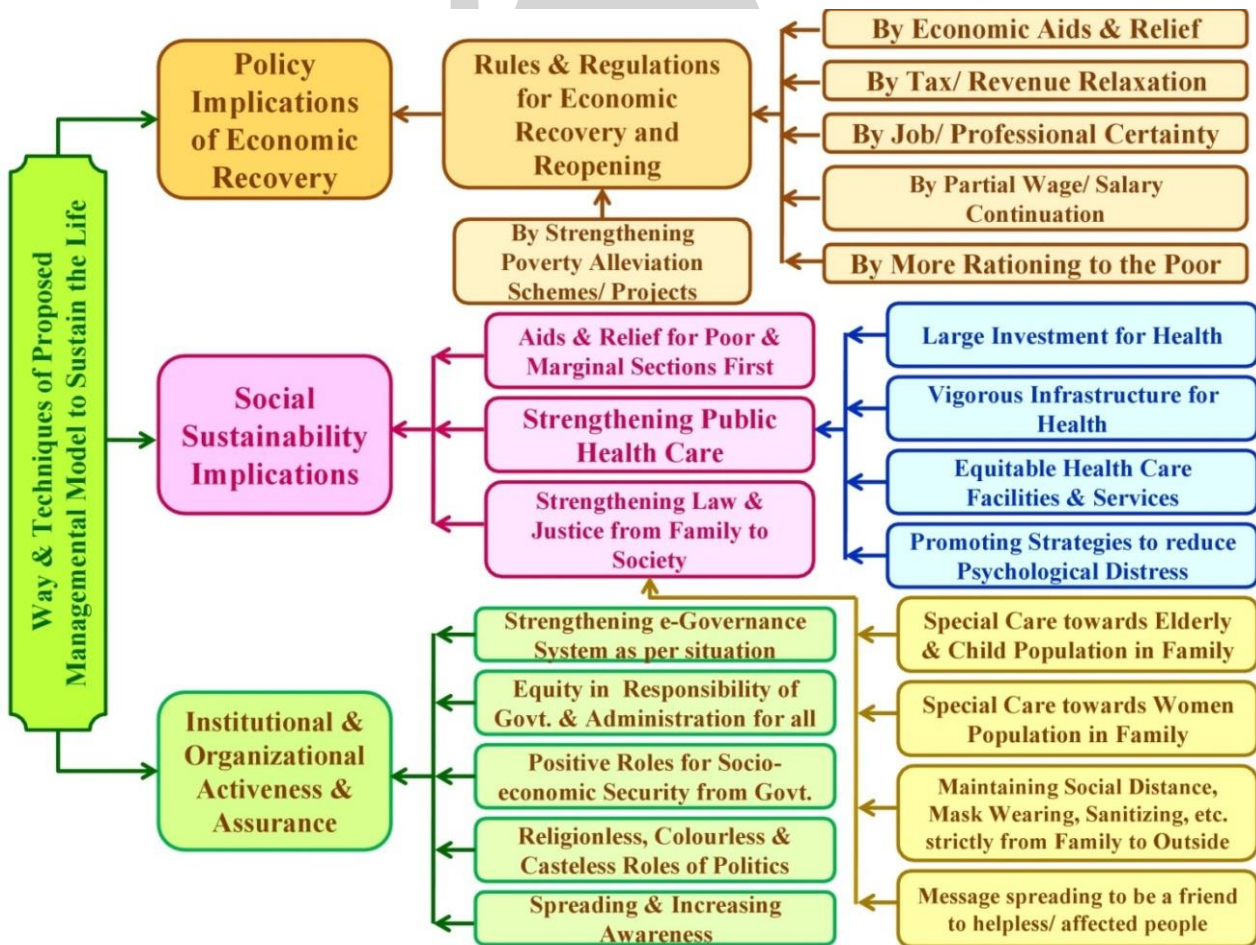 Way & Techniques of Proposed
Managemental Model to Sustain the Life
Policy
Implications
of Economic
Recovery
Rules & Regulations
for Economic
Recovery and
Reopening
By Strengthening
Poverty Alleviation
Schemes/ Projects
By Economic Aids & Relief
By Tax/ Revenue Relaxation
By Job/ Professional Certainty
By Partial Wage/ Salary
Continuation
By More Rationing to the Poor
Social
Sustainability
Implications
Aids & Relief for Poor &
Marginal Sections First
Strengthening Public
Health Care
Strengthening Law &
Justice from Family to
Society
Large Investment for Health
Vigorous Infrastructure for
Health
Equitable Health Care
Facilities & Services
Promoting Strategies to reduce
Psychological Distress
Special Care towards Elderly
& Child Population in Family
Special Care towards Women
Population in Family
Maintaining Social Distance,
Mask Wearing, Sanitizing, etc.
strictly from Family to Outside
Message spreading to be a friend
to helpless/ affected people
Institutional &
Organizational
Activeness &
Assurance
Strengthening e-Governance
System as per situation
Equity in Responsibility of
Govt. & Administration for all
Positive Roles for Socio-
economic Security from Govt.
Religionless, Colourless &
Casteless Roles of Politics
Spreading & Increasing
Awareness